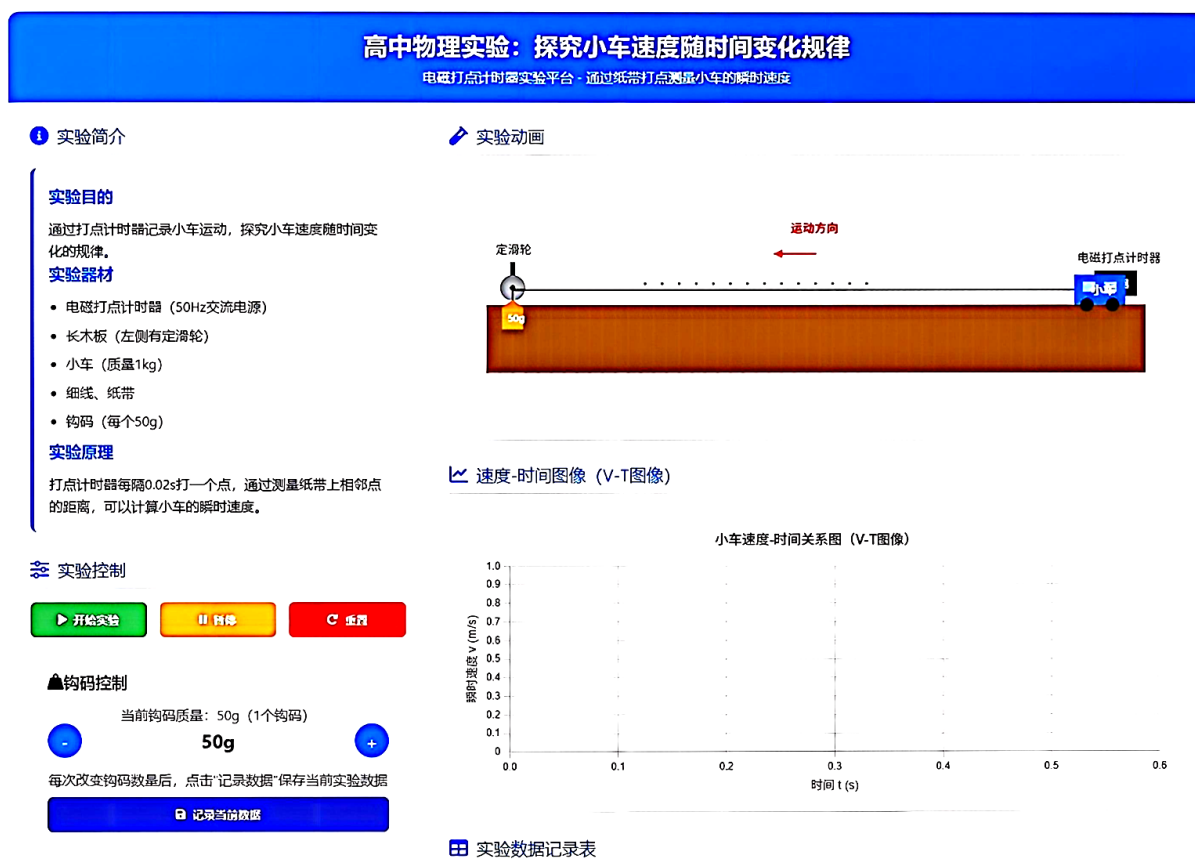 高中物理实验：探究小车速度随时间变化规律
电磁打点计时器实验平台 - 通过纸带打点测量小车的瞬时速度
实验简介
实验目的
通过打点计时器记录小车运动，探究小车速度随时间变
化的规律。
实验器材
电磁打点计时器（50Hz交流电源）
长木板（左侧有定滑轮）
小车（质量1kg）
细线、纸带
钩码（每个50g）
实验原理
打点计时器每隔0.02s打一个点，通过测量纸带上相邻点
的距离，可以计算小车的瞬时速度。
实验控制
开始实验
暂停
重置
钩码控制
当前钩码质量：50g（1个钩码）
-
50g
+
每次改变钩码数量后，点击"记录数据"保存当前实验数据
记录当前数据
实验动画
运动方向
定滑轮
电磁打点计时器
小车
50g
速度-时间图像（V-T图像）
小车速度-时间关系图（V-T图像）
瞬时速度 v (m/s)
1.0
0.9
0.8
0.7
0.6
0.5
0.4
0.3
0.2
0.1
0
0.0 0.1 0.2 0.3 0.4 0.5 0.6
时间 t (s)
实验数据记录表